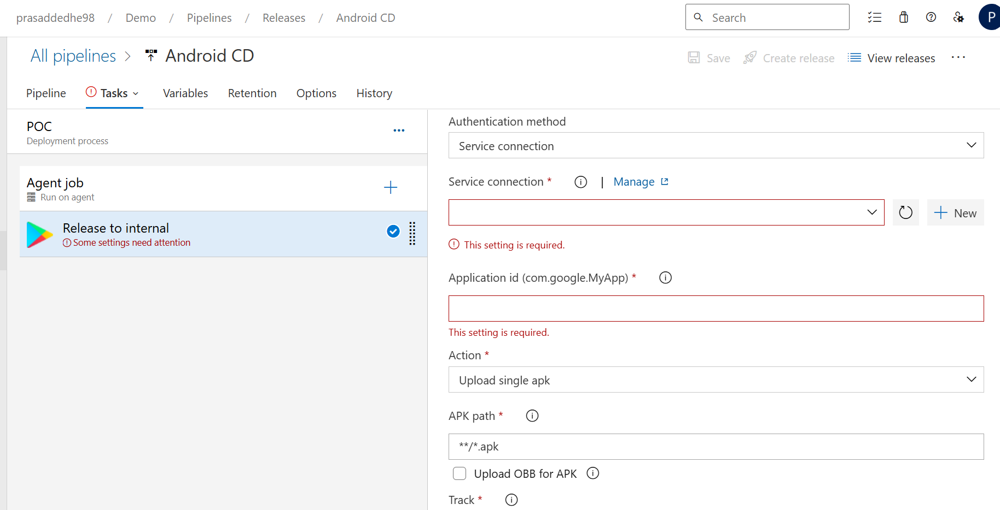 prasaddedhe98 / Demo / Pipelines / Releases / Android CD
Search
P
All pipelines > Android CD
Save
Create release
View releases
Pipeline
Tasks
Variables
Retention
Options
History
POC
Deployment process
Agent job
Run on agent
Release to internal
Some settings need attention
Authentication method
Service connection
Service connection * | Manage
New
This setting is required.
Application id (com.google.MyApp) *
This setting is required.
Action *
Upload single apk
APK path *
**/*.apk
Upload OBB for APK
Track *